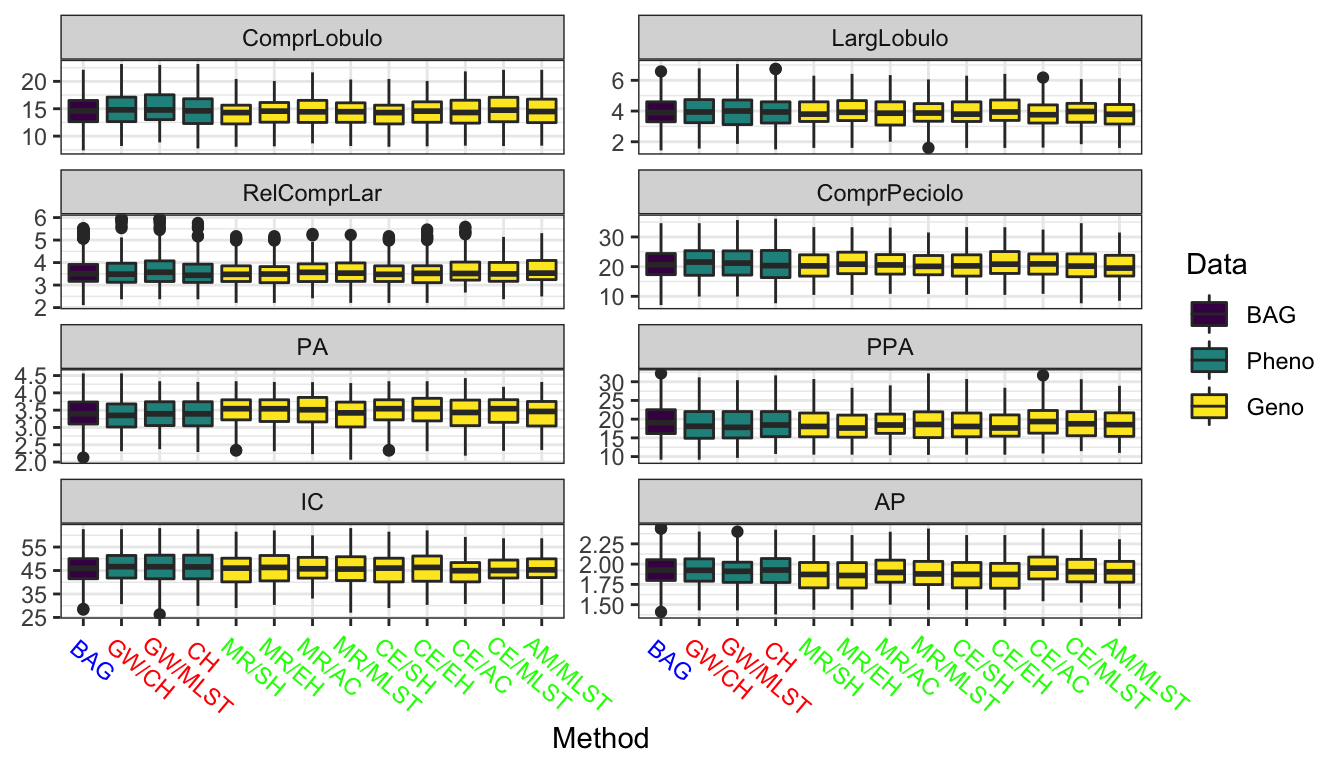 ComprLobulo
LargLobulo
20
15
10
6
4
2
RelComprLar
ComprPeciolo
6
5
4
3
2
30
20
10
PA
PPA
4.5
4.0
3.5
3.0
2.5
2.0
30
25
20
15
10
IC
AP
55
45
35
25
2.25
2.00
1.75
1.50
BAG
GW/CH
GW/MLST
CH
MR/SH
MR/EH
MR/AC
MR/MLST
CE/SH
CE/EH
CE/AC
CE/MLST
AM/MLST
BAG
GW/CH
GW/MLST
CH
MR/SH
MR/EH
MR/AC
MR/MLST
CE/SH
CE/EH
CE/AC
CE/MLST
AM/MLST
Method
Data
BAG
Pheno
Geno